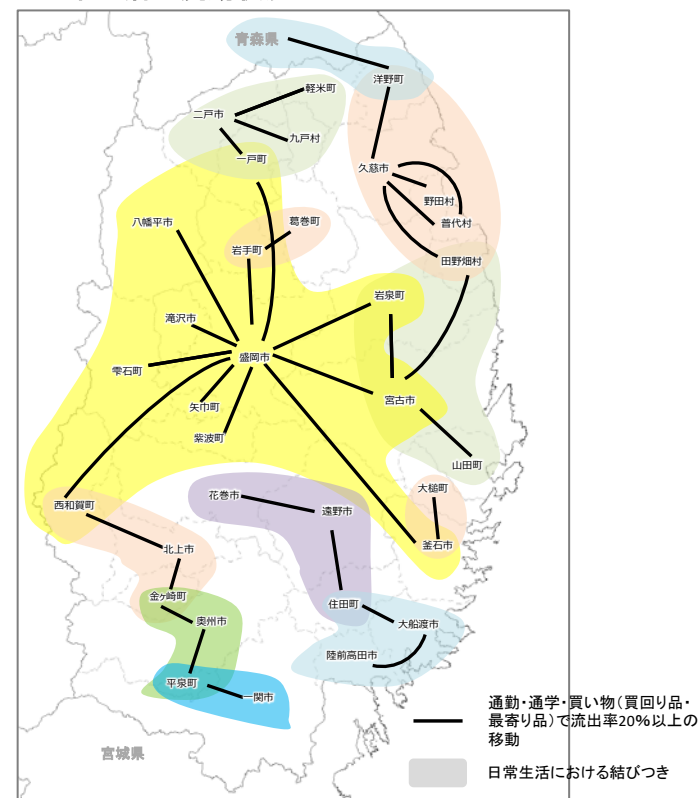 青森県
洋野町
軽米町
二戸市
九戸村
一戸町
久慈市
野田村
普代村
八幡平市
葛巻町
岩手町
田野畑村
岩泉町
滝沢市
盛岡市
雫石町
宮古市
矢巾町
紫波町
山田町
大槌町
花巻市
西和賀町
遠野市
釜石市
北上市
金ヶ崎町
住田町
奥州市
大船渡市
陸前高田市
平泉町
一関市
宮城県
通勤・通学・買い物（買回り品・
最寄り品）で流出率20％以上の
移動
日常生活における結びつき